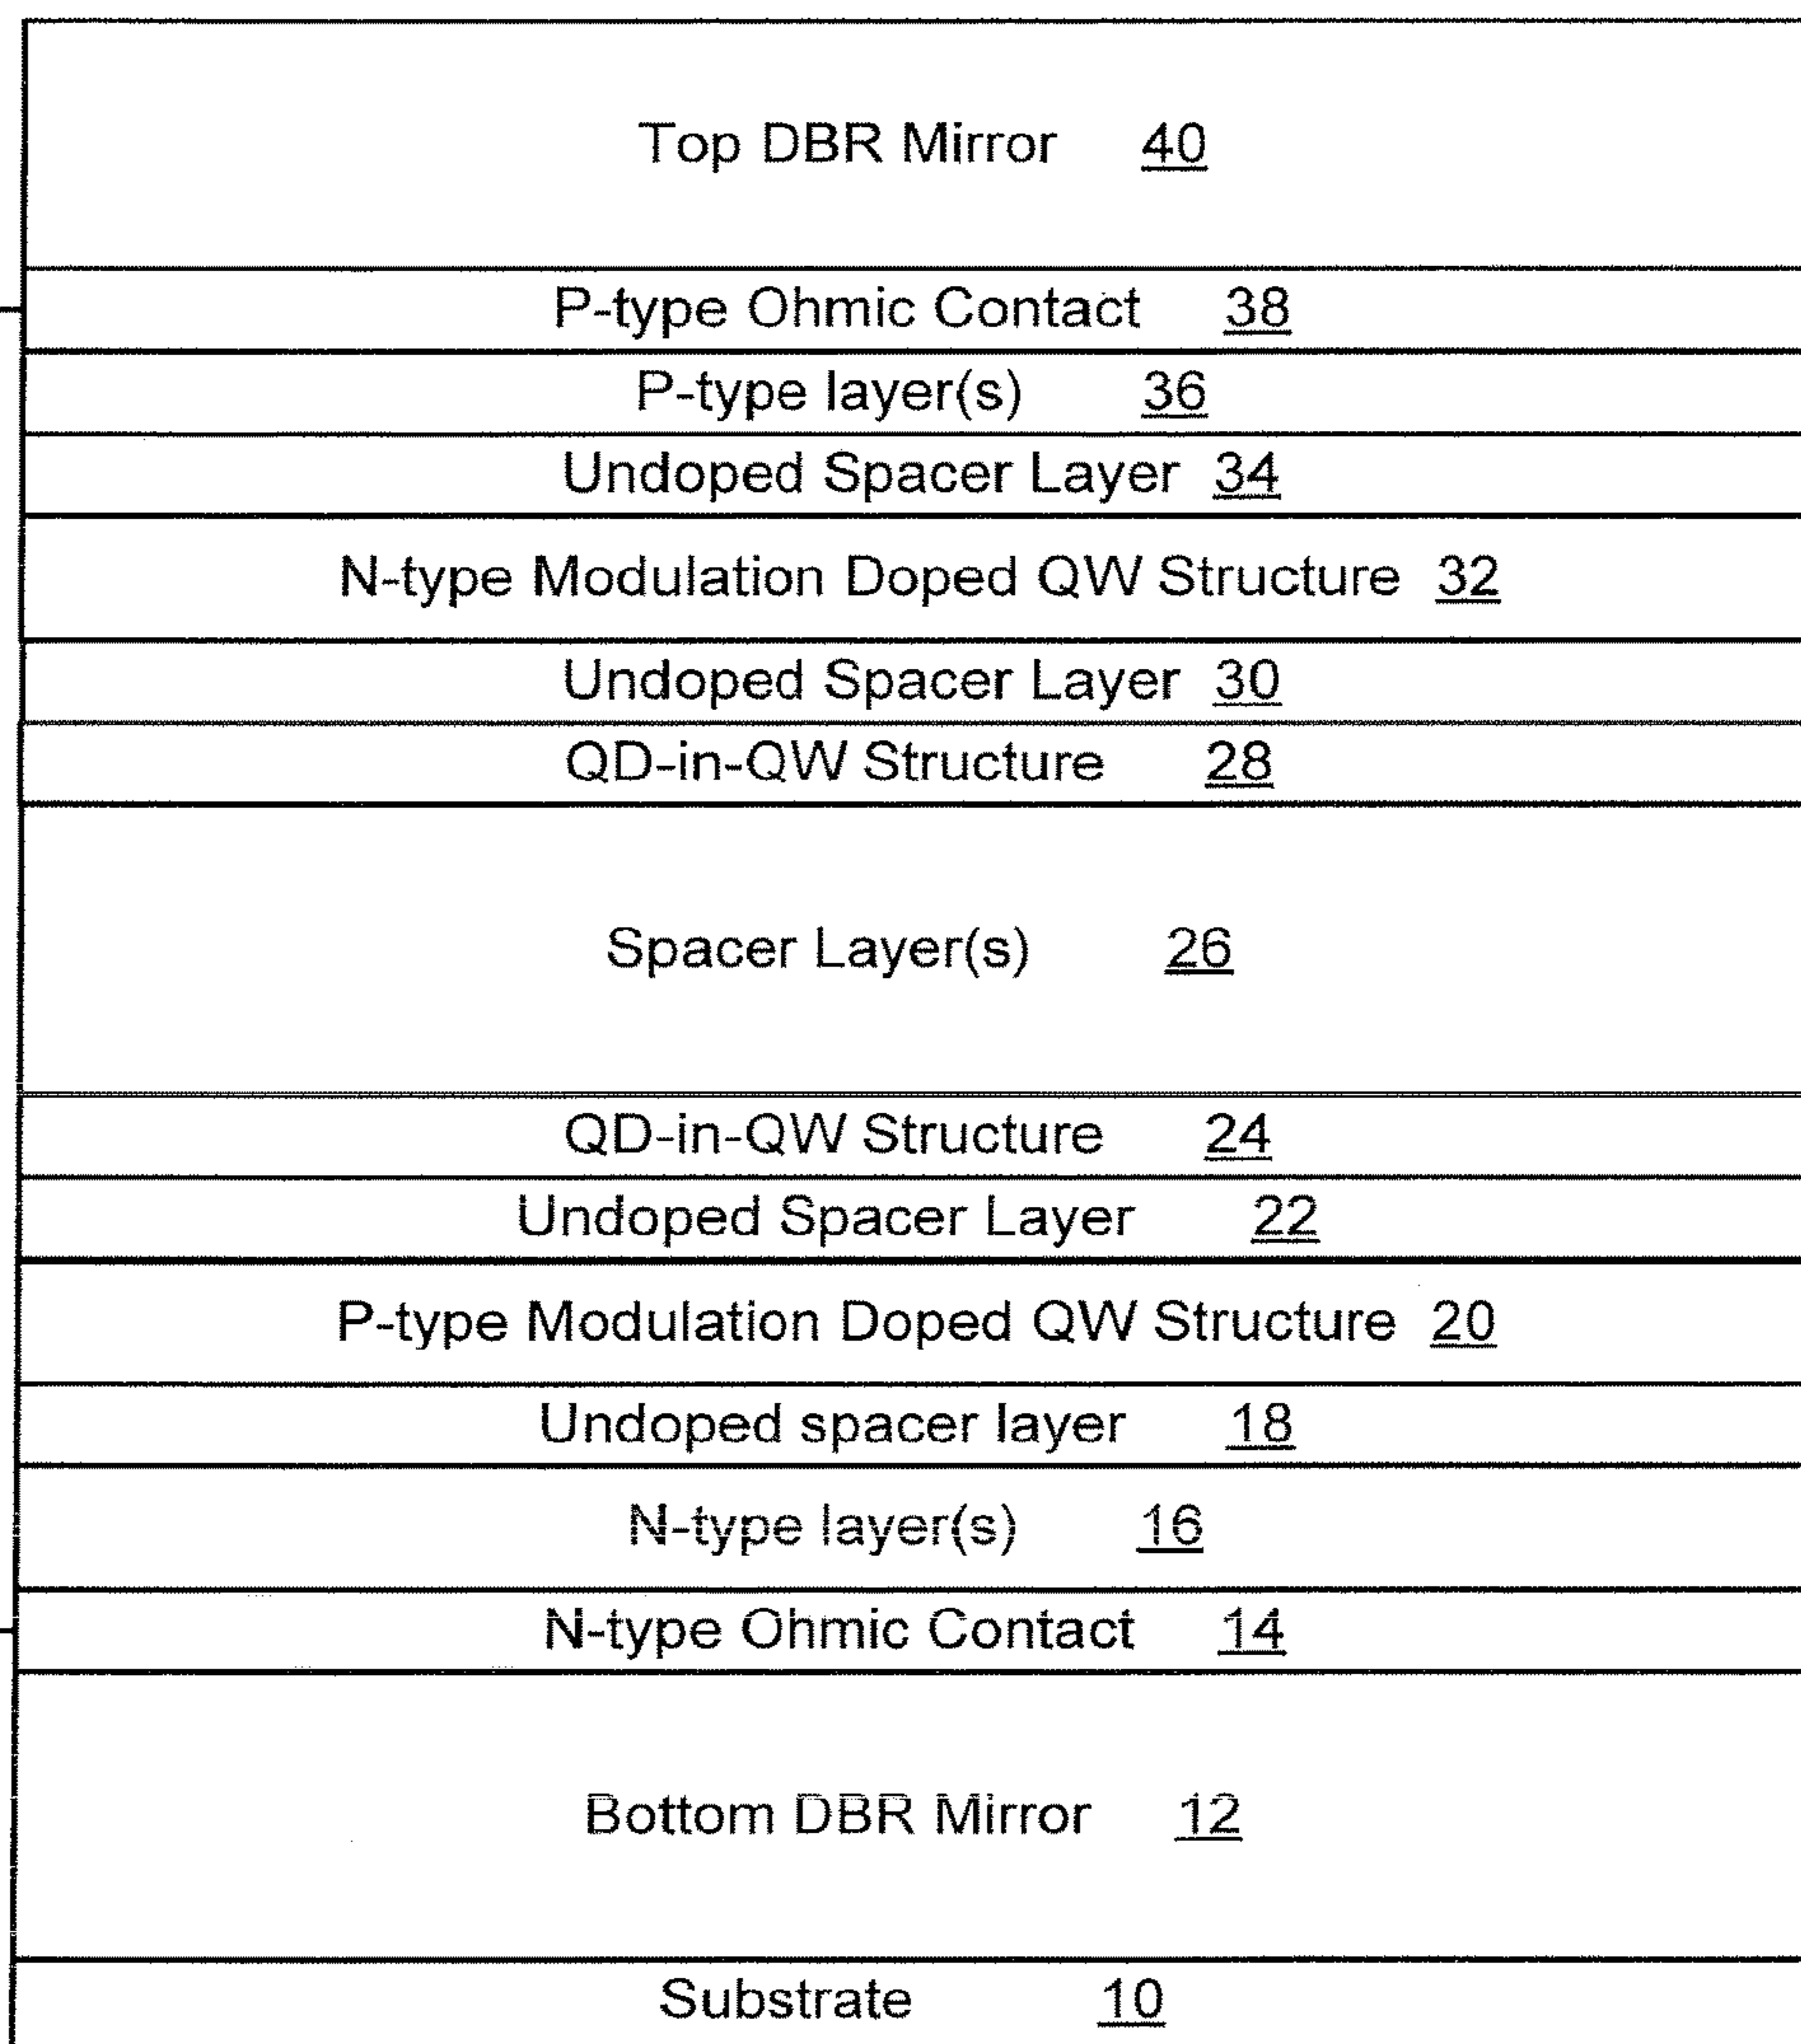 Top DBR Mirror 40
P-type Ohmic Contact 38
P-type layer(s) 36
Undoped Spacer Layer 34
N-type Modulation Doped QW Structure 32
Undoped Spacer Layer 30
QD-in-QW Structure 28
Spacer Layer(s) 26
QD-in-QW Structure 24
Undoped Spacer Layer 22
P-type Modulation Doped QW Structure 20
Undoped spacer layer 18
N-type layer(s) 16
N-type Ohmic Contact 14
Bottom DBR Mirror 12
Substrate 10